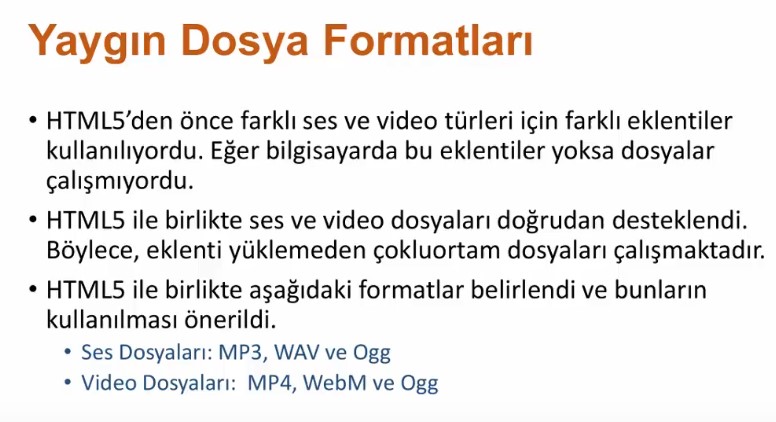 Yaygın Dosya Formatları
• HTML5’den önce farklı ses ve video türleri için farklı eklentiler
kullanılıyordu. Eğer bilgisayarda bu eklentiler yoksa dosyalar
çalışmıyordu.
• HTML5 ile birlikte ses ve video dosyaları doğrudan desteklendi.
Böylece, eklenti yüklemeden çokluortam dosyaları çalışmaktadır.
• HTML5 ile birlikte aşağıdaki formatlar belirlendi ve bunların
kullanılması önerildi.
• Ses Dosyaları: MP3, WAV ve Ogg
• Video Dosyaları: MP4, WebM ve Ogg